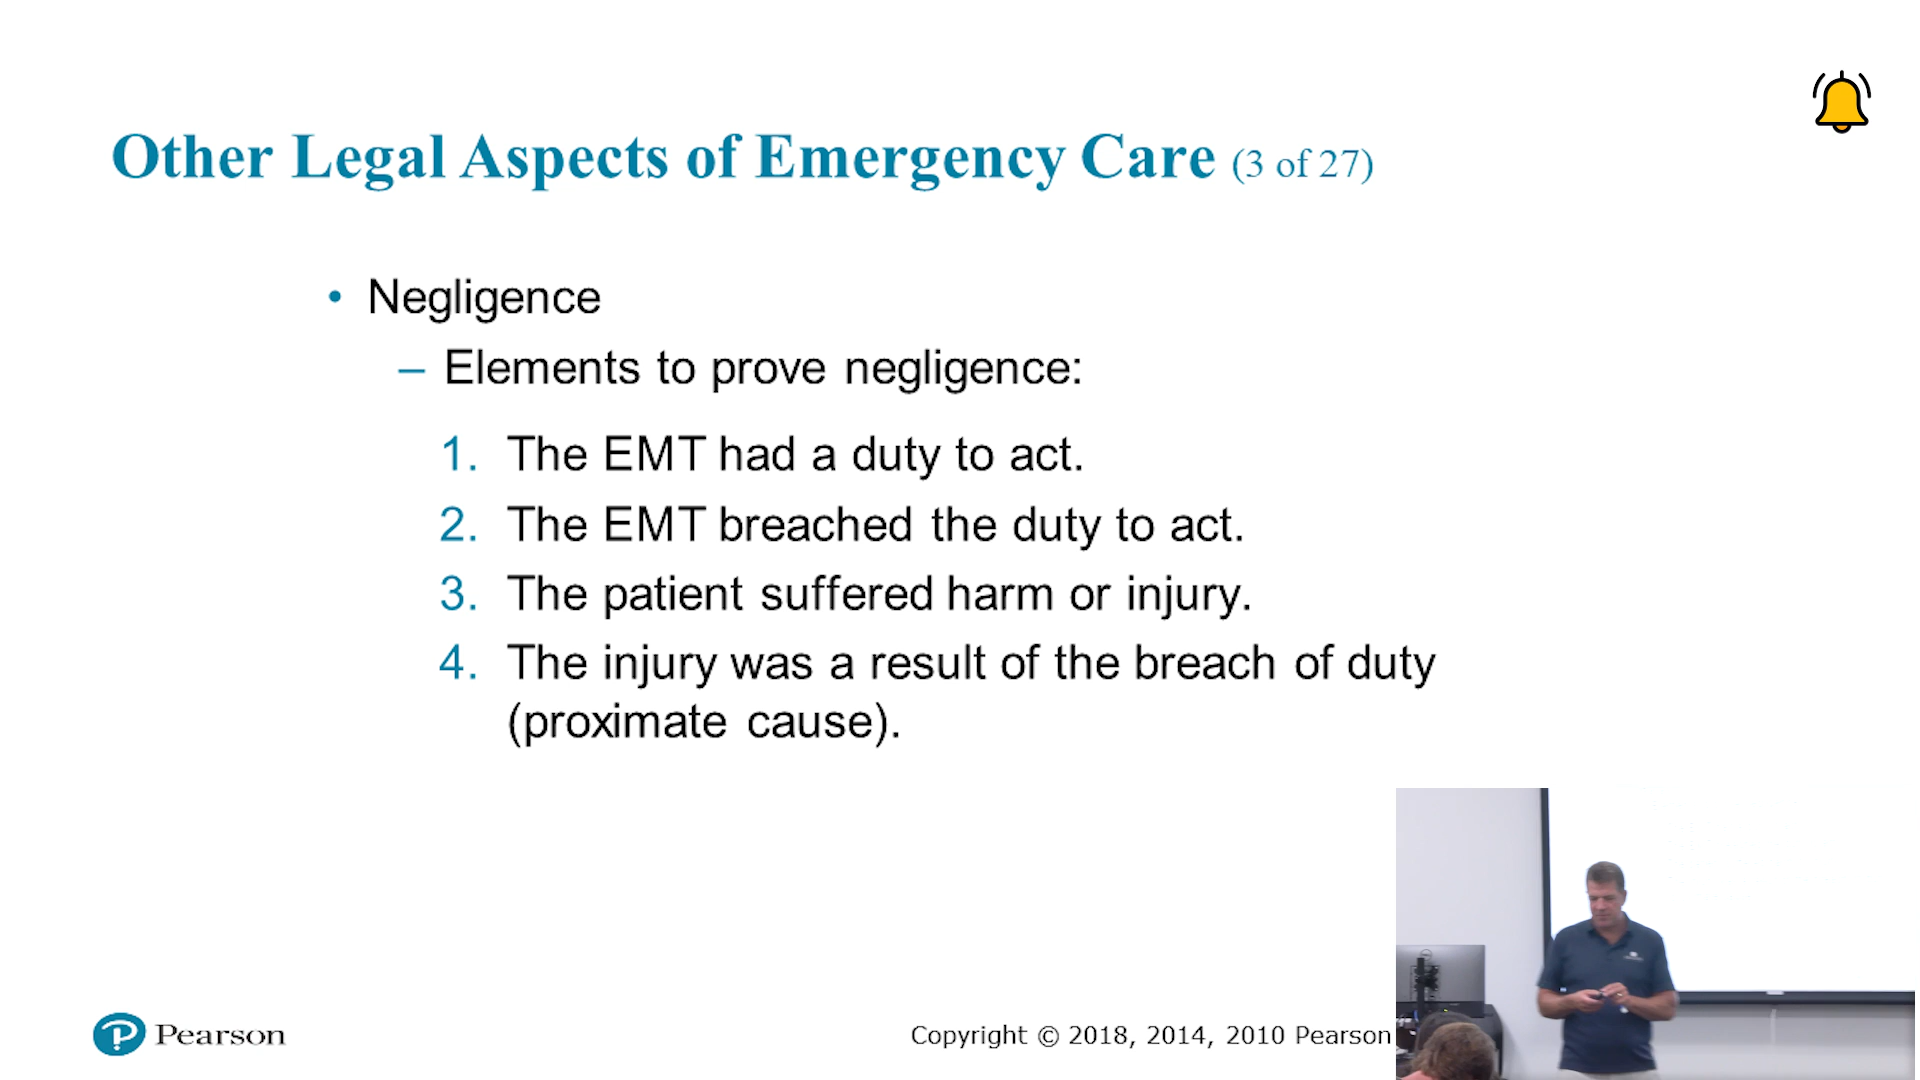 Other Legal Aspects of Emergency Care (3 of 27)
• Negligence
– Elements to prove negligence:
1. The EMT had a duty to act.
2. The EMT breached the duty to act.
3. The patient suffered harm or injury.
4. The injury was a result of the breach of duty
(proximate cause).
Pearson
Copyright © 2018, 2014, 2010 Pearson